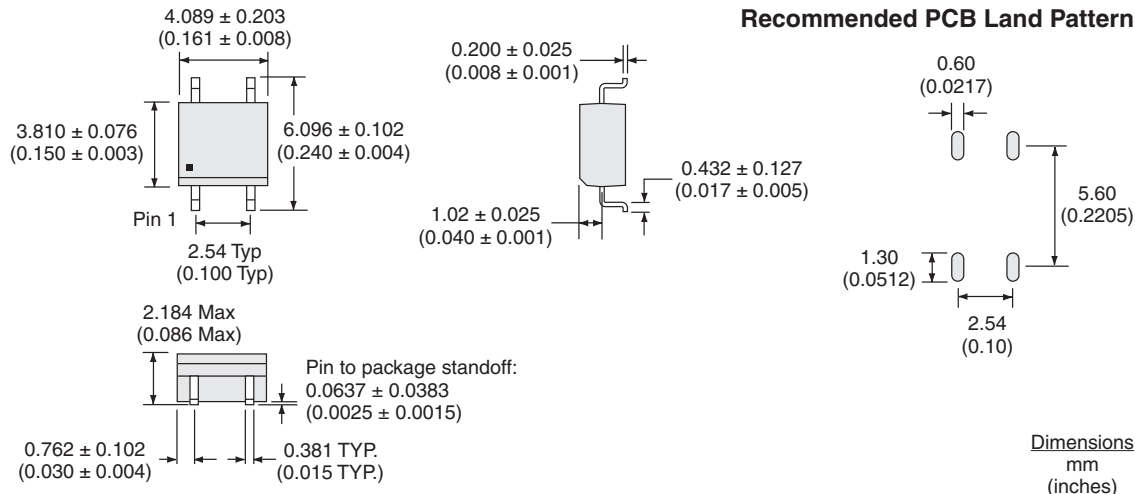 Recommended PCB Land Pattern
4.089 ± 0.203
(0.161 ± 0.008)
3.810 ± 0.076
(0.150 ± 0.003)
6.096 ± 0.102
(0.240 ± 0.004)
Pin 1
2.54 Typ
(0.100 Typ)
0.200 ± 0.025
(0.008 ± 0.001)
0.432 ± 0.127
(0.017 ± 0.005)
1.02 ± 0.025
(0.040 ± 0.001)
0.60
(0.0217)
5.60
(0.2205)
1.30
(0.0512)
2.54
(0.10)
2.184 Max
(0.086 Max)
Pin to package standoff:
0.0637 ± 0.0383
(0.0025 ± 0.0015)
0.762 ± 0.102
(0.030 ± 0.004)
0.381 TYP.
(0.015 TYP.)
Dimensions
mm
(inches)